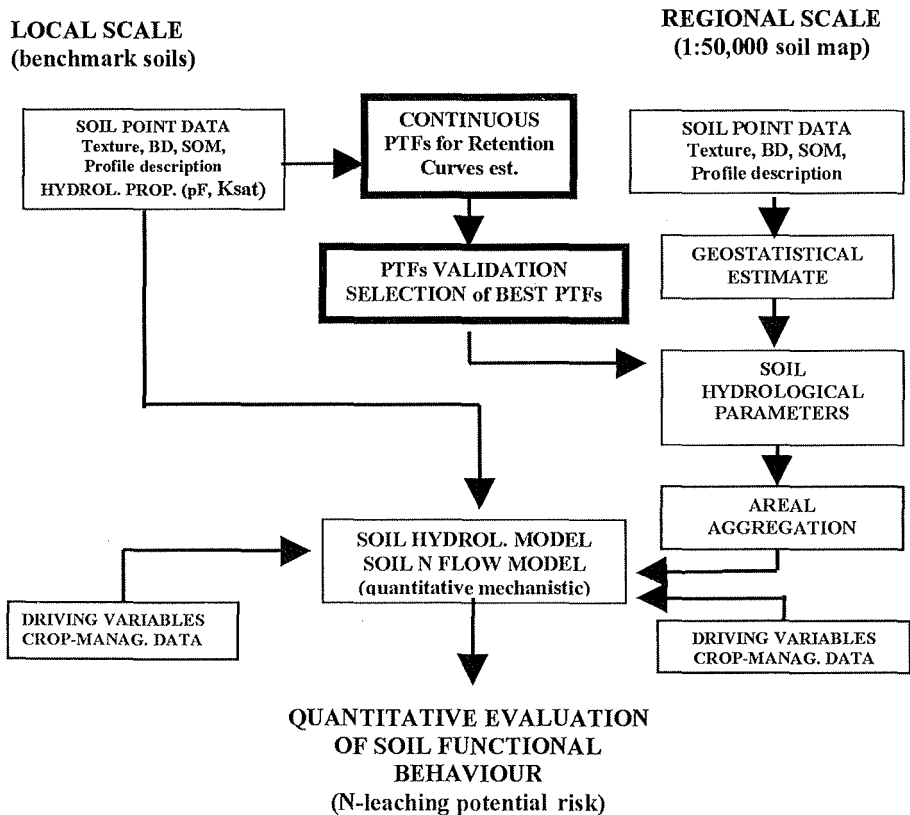 LOCAL SCALE
(benchmark soils)
REGIONAL SCALE
(1:50,000 soil map)
SOIL POINT DATA
Texture, BD, SOM,
Profile description
HYDROL. PROP. (pF, Ksat)
CONTINUOUS
PTFs for Retention
Curves est.
SOIL POINT DATA
Texture, BD, SOM,
Profile description
PTFs VALIDATION
SELECTION of BEST PTFs
GEOSTATISTICAL
ESTIMATE
SOIL
HYDROLOGICAL
PARAMETERS
AREAL
AGGREGATION
SOIL HYDROL. MODEL
SOIL N FLOW MODEL
(quantitative mechanistic)
DRIVING VARIABLES
CROP-MANAG. DATA
DRIVING VARIABLES
CROP-MANAG. DATA
QUANTITATIVE EVALUATION
OF SOIL FUNCTIONAL
BEHAVIOUR
(N-leaching potential risk)